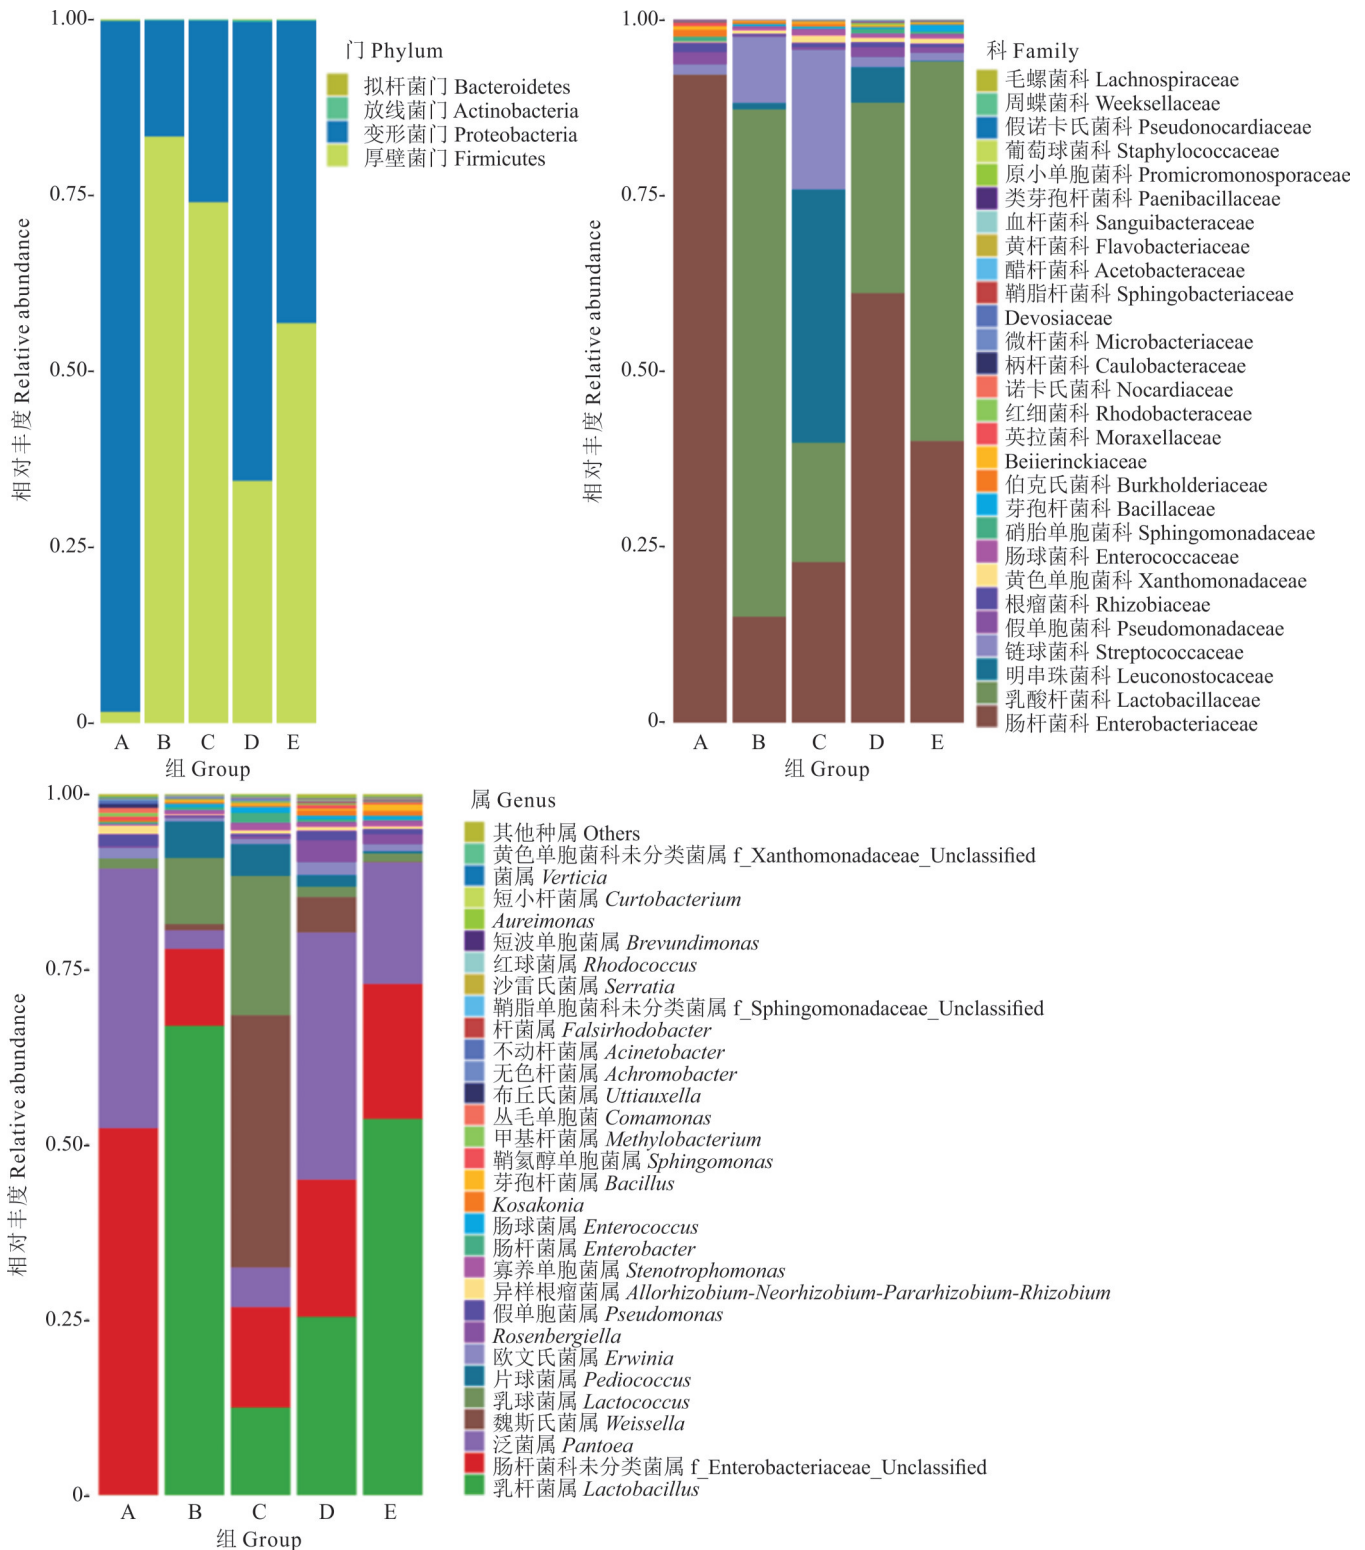 门 Phylum
拟杆菌门 Bacteroidetes
放线菌门 Actinobacteria
变形菌门 Proteobacteria
厚壁菌门 Firmicutes
相对丰度 Relative abundance
1.00
0.75
0.50
0.25
0
A B C D E
组 Group
科 Family
毛螺菌科 Lachnospiraceae
周蝶菌科 Weeksellaceae
假诺卡氏菌科 Pseudonocardiaceae
葡萄球菌科 Staphylococcaceae
原小单胞菌科 Promicromonosporaceae
类芽孢杆菌科 Paenibacillaceae
血杆菌科 Sanguibacteraceae
黄杆菌科 Flavobacteriaceae
醋杆菌科 Acetobacteraceae
鞘脂杆菌科 Sphingobacteriaceae
Devosiaceae
微杆菌科 Microbacteriaceae
柄杆菌科 Caulobacteraceae
诺卡氏菌科 Nocardiaceae
红细菌科 Rhodobacteraceae
英拉菌科 Moraxellaceae
Beiierinckiaceae
伯克氏菌科 Burkholderiaceae
芽孢杆菌科 Bacillaceae
硝胎单胞菌科 Sphingomonadaceae
肠球菌科 Enterococcaceae
黄色单胞菌科 Xanthomonadaceae
根瘤菌科 Rhizobiaceae
假单胞菌科 Pseudomonadaceae
链球菌科 Streptococcaceae
明串珠菌科 Leuconostocaceae
乳酸杆菌科 Lactobacillaceae
肠杆菌科 Enterobacteriaceae
相对丰度 Relative abundance
1.00
0.75
0.50
0.25
0
A B C D E
组 Group
属 Genus
其他种属 Others
黄色单胞菌科未分类菌属 f_Xanthomonadaceae_Unclassified
菌属 Verticia
短小杆菌属 Curtobacterium
Aureimonas
短波单胞菌属 Brevundimonas
红球菌属 Rhodococcus
沙雷氏菌属 Serratia
鞘脂单胞菌科未分类菌属 f_Sphingomonadaceae_Unclassified
杆菌属 Falsirhodobacter
不动杆菌属 Acinetobacter
无色杆菌属 Achromobacter
布丘氏菌属 Uttiauxella
丛毛单胞菌 Comamonas
甲基杆菌属 Methylobacterium
鞘氨醇单胞菌属 Sphingomonas
芽孢杆菌属 Bacillus
Kosakonia
肠球菌属 Enterococcus
肠杆菌属 Enterobacter
寡养单胞菌属 Stenotrophomonas
异样根瘤菌属 Allorhizobium-Neorhizobium-Pararhizobium-Rhizobium
假单胞菌属 Pseudomonas
Rosenbergiella
欧文氏菌属 Erwinia
片球菌属 Pediococcus
乳球菌属 Lactococcus
魏斯氏菌属 Weissella
泛菌属 Pantoea
肠杆菌科未分类菌属 f_Enterobacteriaceae_Unclassified
乳杆菌属 Lactobacillus
相对丰度 Relative abundance
1.00
0.75
0.50
0.25
0
A B C D E
组 Group